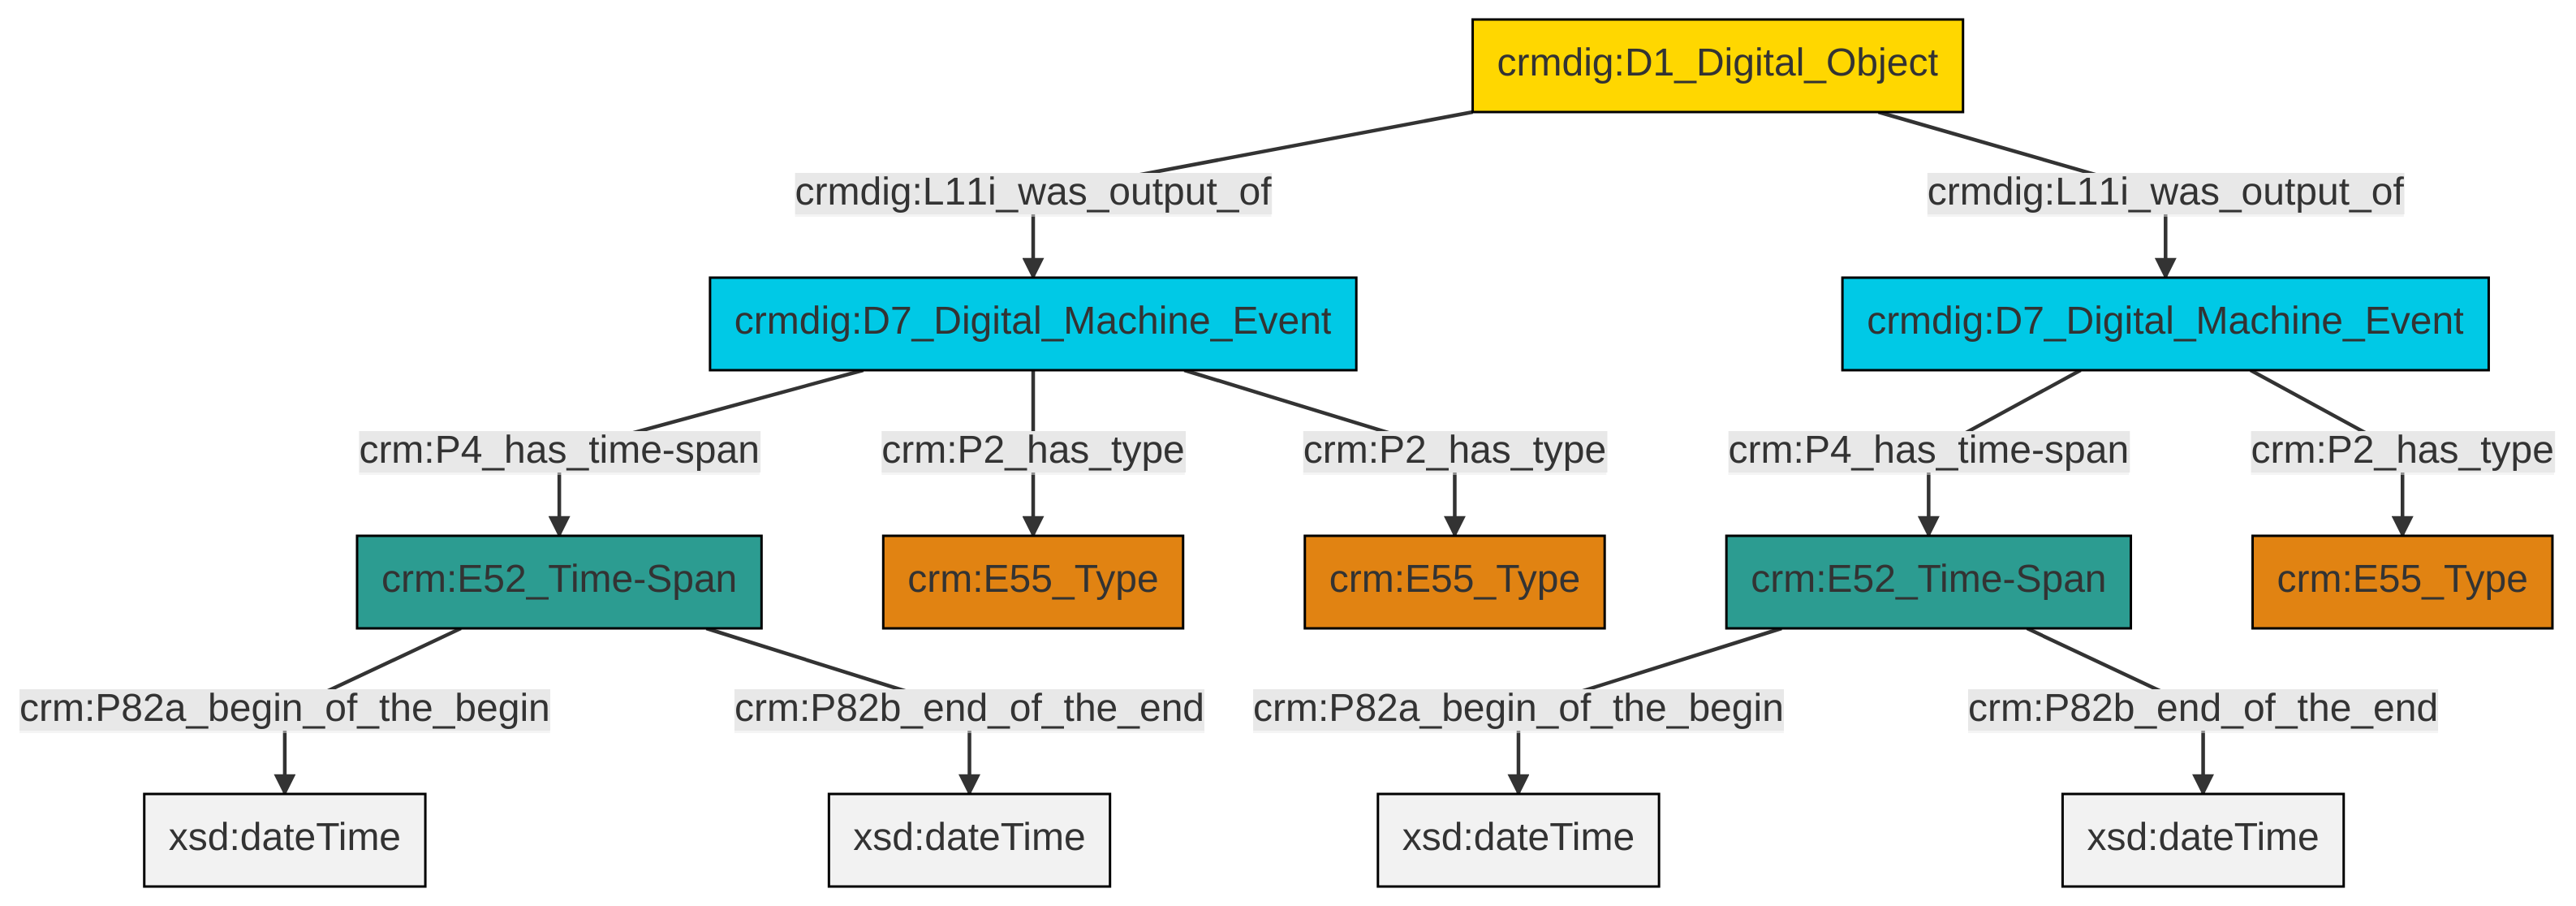 crmdig:D1_Digital_Object
crmdig:L11i_was_output_of
crmdig:L11i_was_output_of
crmdig:D7_Digital_Machine_Event
crmdig:D7_Digital_Machine_Event
crm:P4_has_time-span
crm:P2_has_type
crm:P2_has_type
crm:P4_has_time-span
crm:P2_has_type
crm:E52_Time-Span
crm:E55_Type
crm:E55_Type
crm:E52_Time-Span
crm:E55_Type
crm:P82a_begin_of_the_begin
crm:P82b_end_of_the_end
crm:P82a_begin_of_the_begin
crm:P82b_end_of_the_end
xsd:dateTime
xsd:dateTime
xsd:dateTime
xsd:dateTime